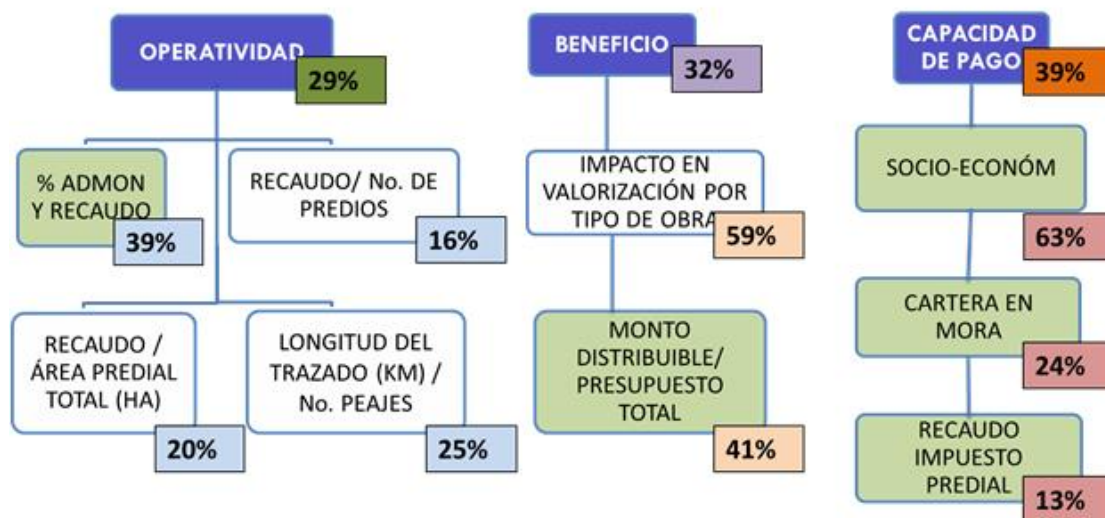 OPERATIVIDAD
29%
% ADMON
Y RECAUDO
39%
RECAUDO/ No. DE
PREDIOS
16%
RECAUDO /
ÁREA PREDIAL
TOTAL (HA)
20%
LONGITUD DEL
TRAZADO (KM) /
No. PEAJES
25%
BENEFICIO
32%
IMPACTO EN
VALORIZACIÓN POR
TIPO DE OBRA
59%
MONTO
DISTRIBUIBLE/
PRESUPUESTO
TOTAL
41%
CAPACIDAD
DE PAGO
39%
SOCIO-ECONÓM
63%
CARTERA EN
MORA
24%
RECAUDO
IMPUESTO
PREDIAL
13%